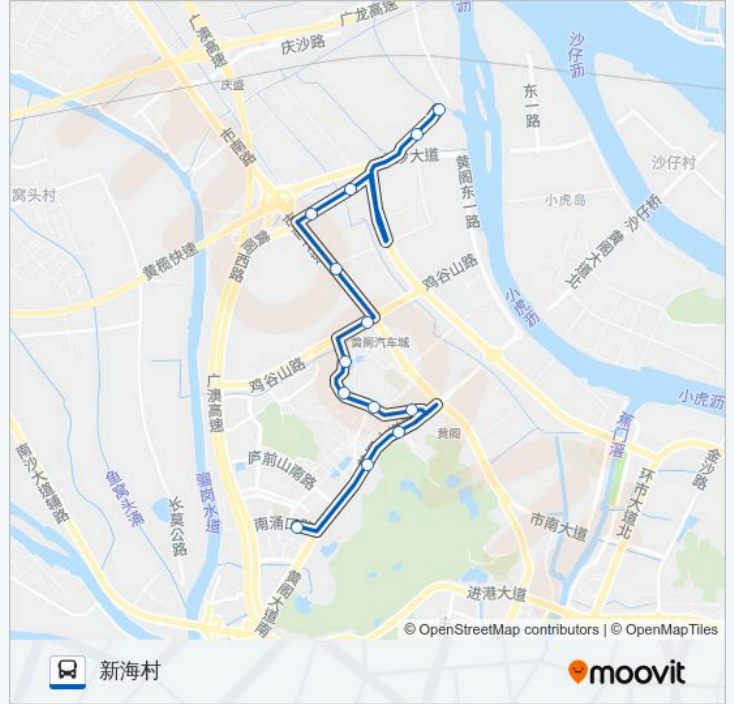 沥
广龙高速
广澳高速
庆沙路
沙仔沥
庆盛
东一路
市南路
沙大道
沙仔村
窝头村
黄阁东一路
小虎岛
沙仔桥
黄阁大道北
黄榄快速
阁西路
鸡谷山路
小虎沥
黄阁汽车城
鸡谷山路
广澳高速
小虎沥
蕉门
黄阁
金沙路
南沙大道辅路
鱼窝头涌
骝岗水道
庐前山南路
环市大道北
长莫公路
南涌
市南大道
黄阁大道南
进港大道
© OpenStreetMap contributors | © OpenMapTiles
新海村
moovit